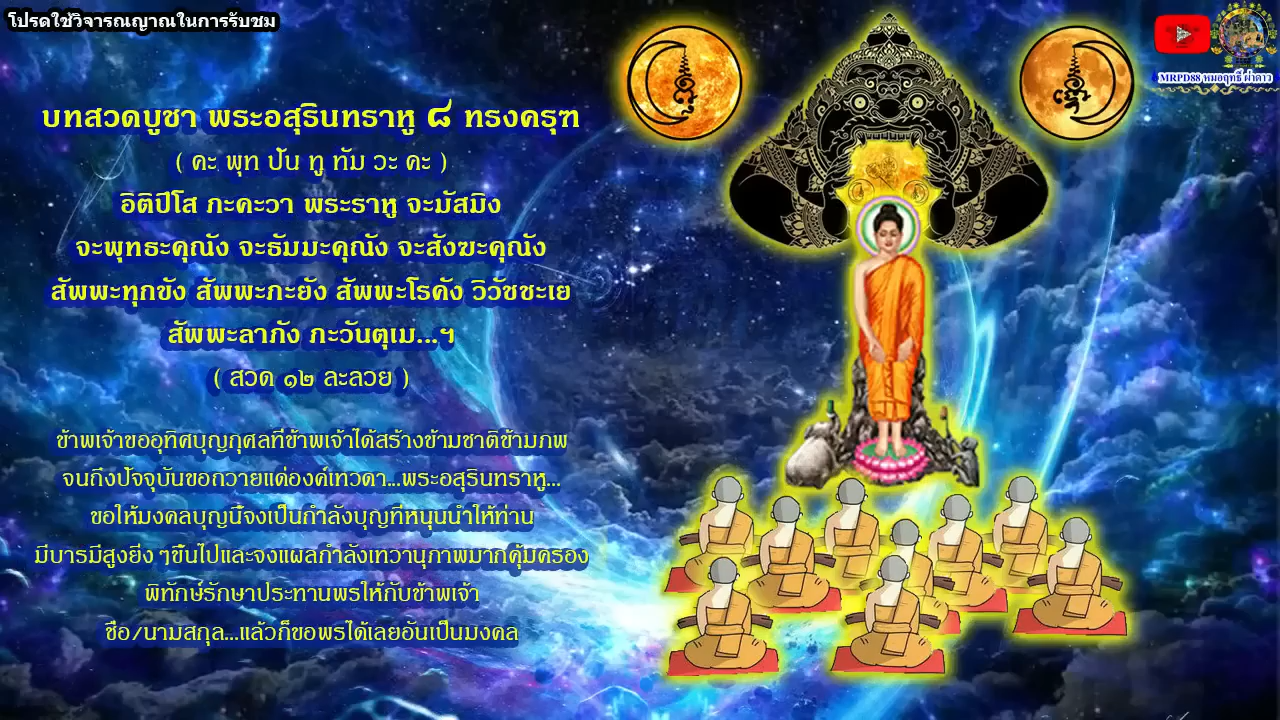 โปรดใช้วิจารณญาณในการรับชม
MRPD88 หมอฤทธิ์ ฝ่าดาว
บทสวดบูชา พระอสุรินทราหู ๘ ทรงครุฑ
( คะ พุท ปัน ทู ทัม วะ คะ )
อิติปิโส ภะคะวา พระราหู จะมัสมิง
จะพุทธะคุณัง จะธัมมะคุณัง จะสังฆะคุณัง
สัพพะทุกขัง สัพพะภะยัง สัพพะโรคัง วิวัชชะเย
สัพพะลาภัง ภะวันตุเม...ฯ
( สวด ๑๒ ละลวย )
ข้าพเจ้าขออุทิศบุญกุศลที่ข้าพเจ้าได้สร้างข้ามชาติข้ามภพ
จนถึงปัจจุบันขอถวายแด่องค์เทวดา...พระอสุรินทราหู...
ขอให้มงคลบุญนี้จงเป็นกำลังบุญที่หนุนนำให้ท่าน
มีบารมีสูงยิ่งๆขึ้นไปและจงแผลกำลังเทวานุภาพมาคุ้มครอง
พิทักษ์รักษาประทานพรให้กับข้าพเจ้า
ชื่อ/นามสกุล...แล้วก็ขอพรได้เลยอันเป็นมงคล